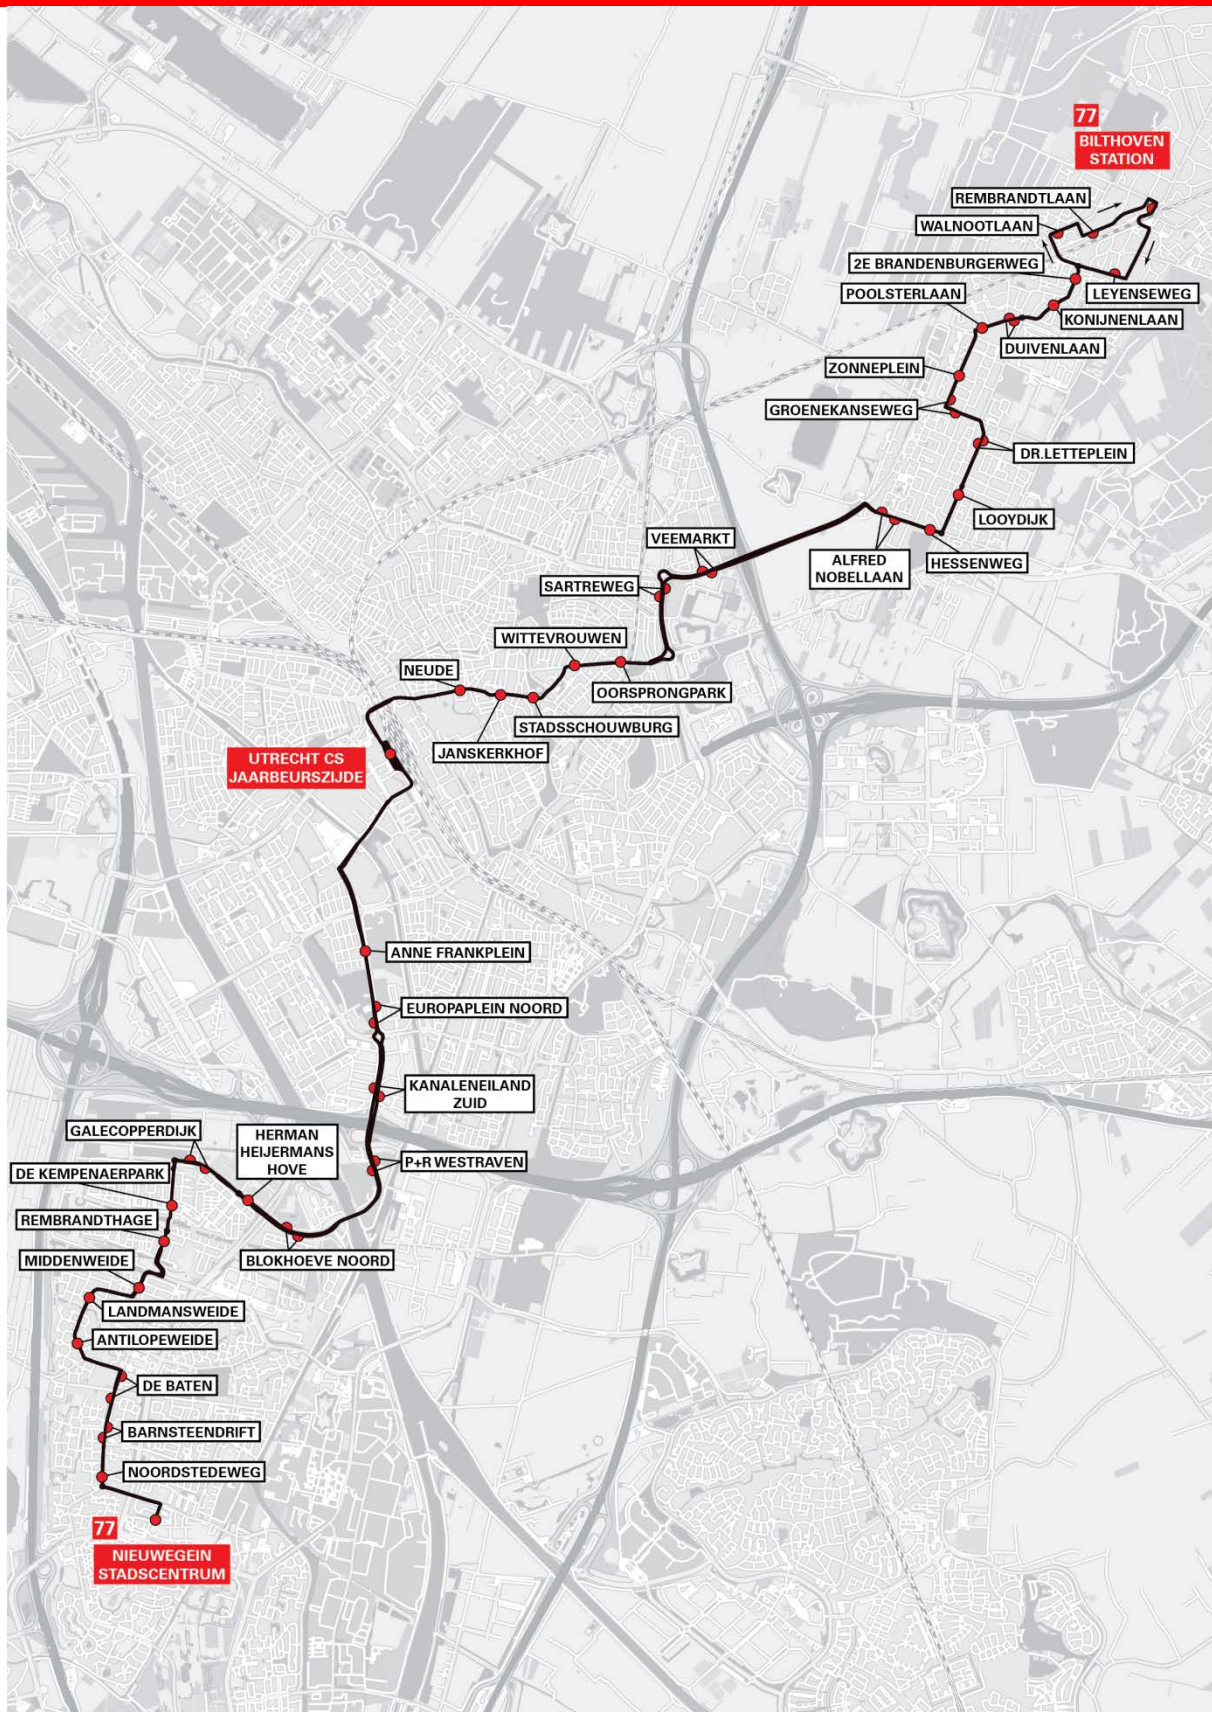 77
BILTHOVEN
STATION
REMBRANDTLAAN
WALNOOTLAAN
2E BRANDENBURGERWEG
LEYENSEWEG
POOLSTERLAAN
KONIJNENLAAN
DUIVENLAAN
ZONNEPLEIN
GROENEKANSEWEG
DR.LETTEPLEIN
LOOYDIJK
VEEMARKT
ALFRED
NOBELLAAN
HESSENWEG
SARTREWEG
WITTEVROUWEN
NEUDE
OORSPRONGPARK
STADSSCHOUWBURG
JANSKERKHOF
UTRECHT CS
JAARBEURSZIJDE
ANNE FRANKPLEIN
EUROPAPLEIN NOORD
KANALENEILAND
ZUID
GALECOPPERDIJK
HERMAN
HEIJERMANS
HOVE
P+R WESTRAVEN
DE KEMPENAERPARK
REMBRANDTHAGE
MIDDENWEIDE
BLOKHOEVE NOORD
LANDMANSWEIDE
ANTILOPEWEIDE
DE BATEN
BARNSTEENDRIFT
NOORDSTEDEWEG
77
NIEUWEGEIN
STADSCENTRUM